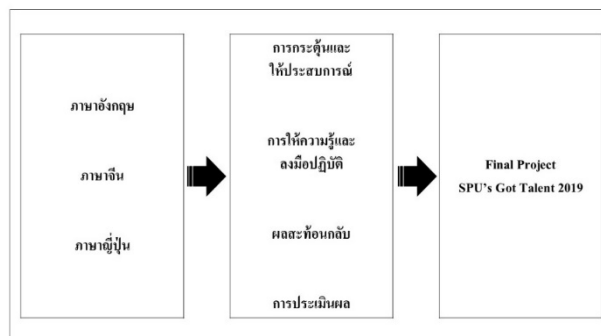 ภาษาอังกฤษ
ภาษาจีน
ภาษาญี่ปุ่น
การกระตุ้นและ
ให้ประสบการณ์
การให้ความรู้และ
ลงมือปฏิบัติ
ผลสะท้อนกลับ
การประเมินผล
Final Project
SPU's Got Talent 2019